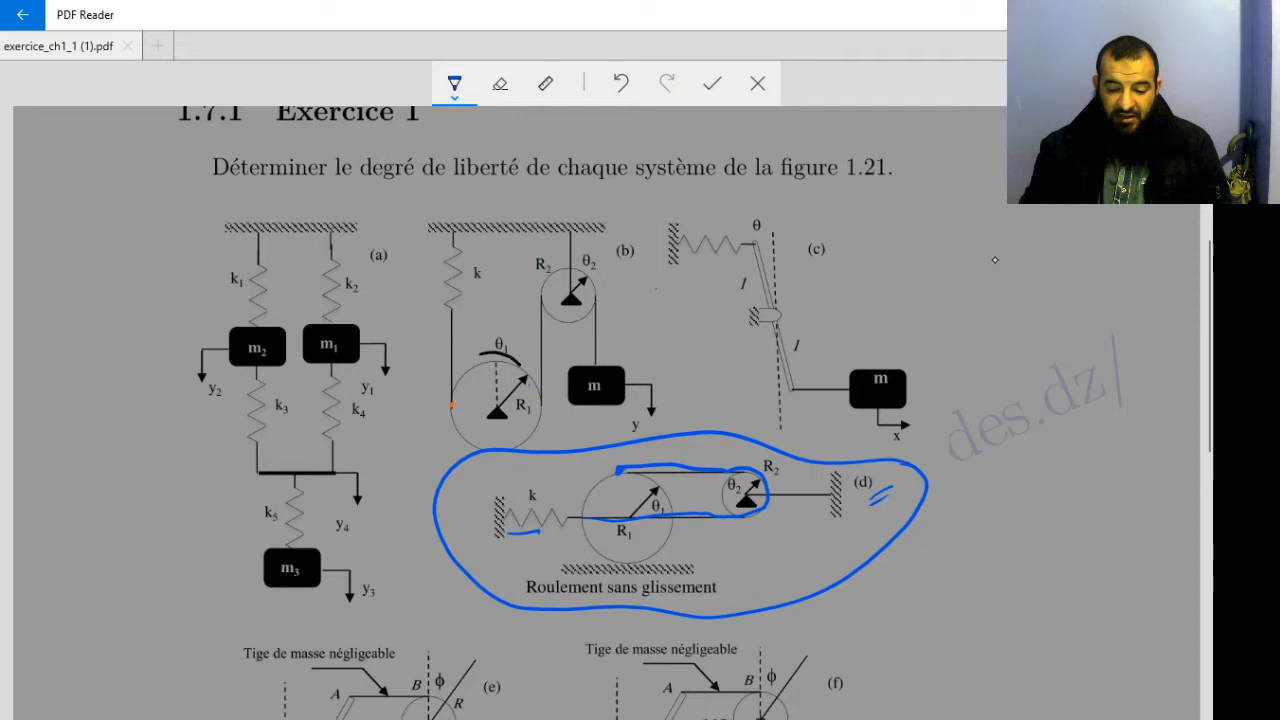 PDF Reader
exercice_ch1_1 (1).pdf
1.7.1 Exercice 1
Déterminer le degré de liberté de chaque système de la figure 1.21.
(a)
k₁
k₂
m₂
m₁
y₂
y₁
k₃
k₄
k₅
y₄
m₃
y₃
(b)
k
R₂
θ₂
θ₁
R₁
m
y
(c)
θ
l
l
m
x
(d)
k
θ₁
R₁
θ₂
R₂
Roulement sans glissement
des.dz/
Tige de masse négligeable
A
B
ϕ
R
(e)
Tige de masse négligeable
A
B
ϕ
(f)